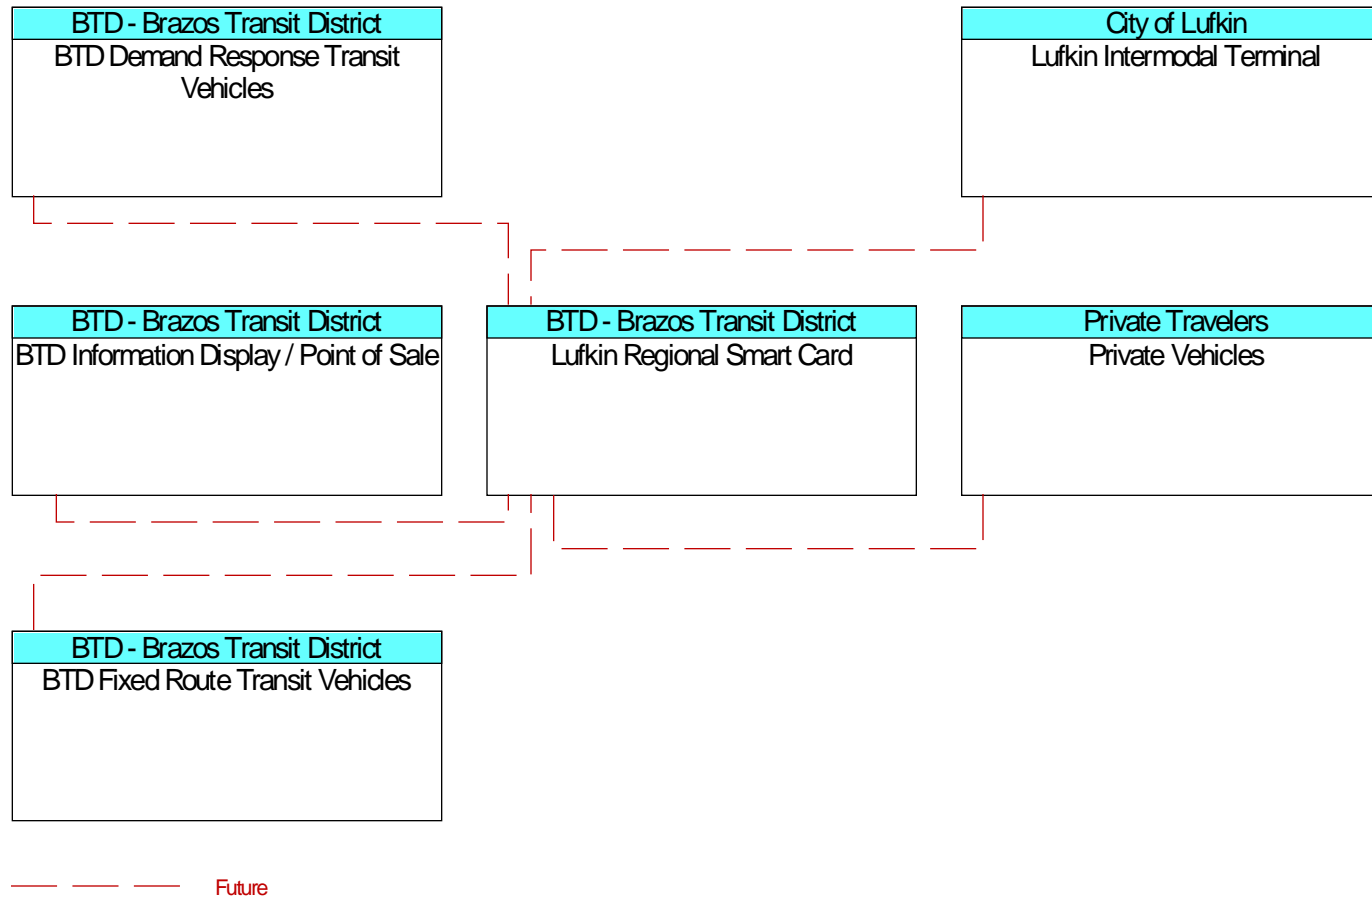 BTD - Brazos Transit District
BTD Demand Response Transit
Vehicles
City of Lufkin
Lufkin Intermodal Terminal
BTD - Brazos Transit District
BTD Information Display / Point of Sale
BTD - Brazos Transit District
Lufkin Regional Smart Card
Private Travelers
Private Vehicles
BTD - Brazos Transit District
BTD Fixed Route Transit Vehicles
Future